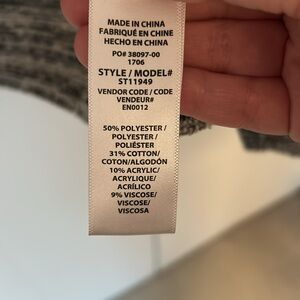 MADE IN CHINA
FABRIQUÉ EN CHINE
HECHO EN CHINA
PO# 38097-00
1706
STYLE / MODEL#
ST11949
VENDOR CODE / CODE
VENDEUR#
EN0012
50% POLYESTER /
POLYESTER /
POLIÉSTER
31% COTTON/
COTON/ALGODÓN
10% ACRYLIC/
ACRYLIQUE/
ACRÍLICO
9% VISCOSE/
VISCOSE/
VISCOSA